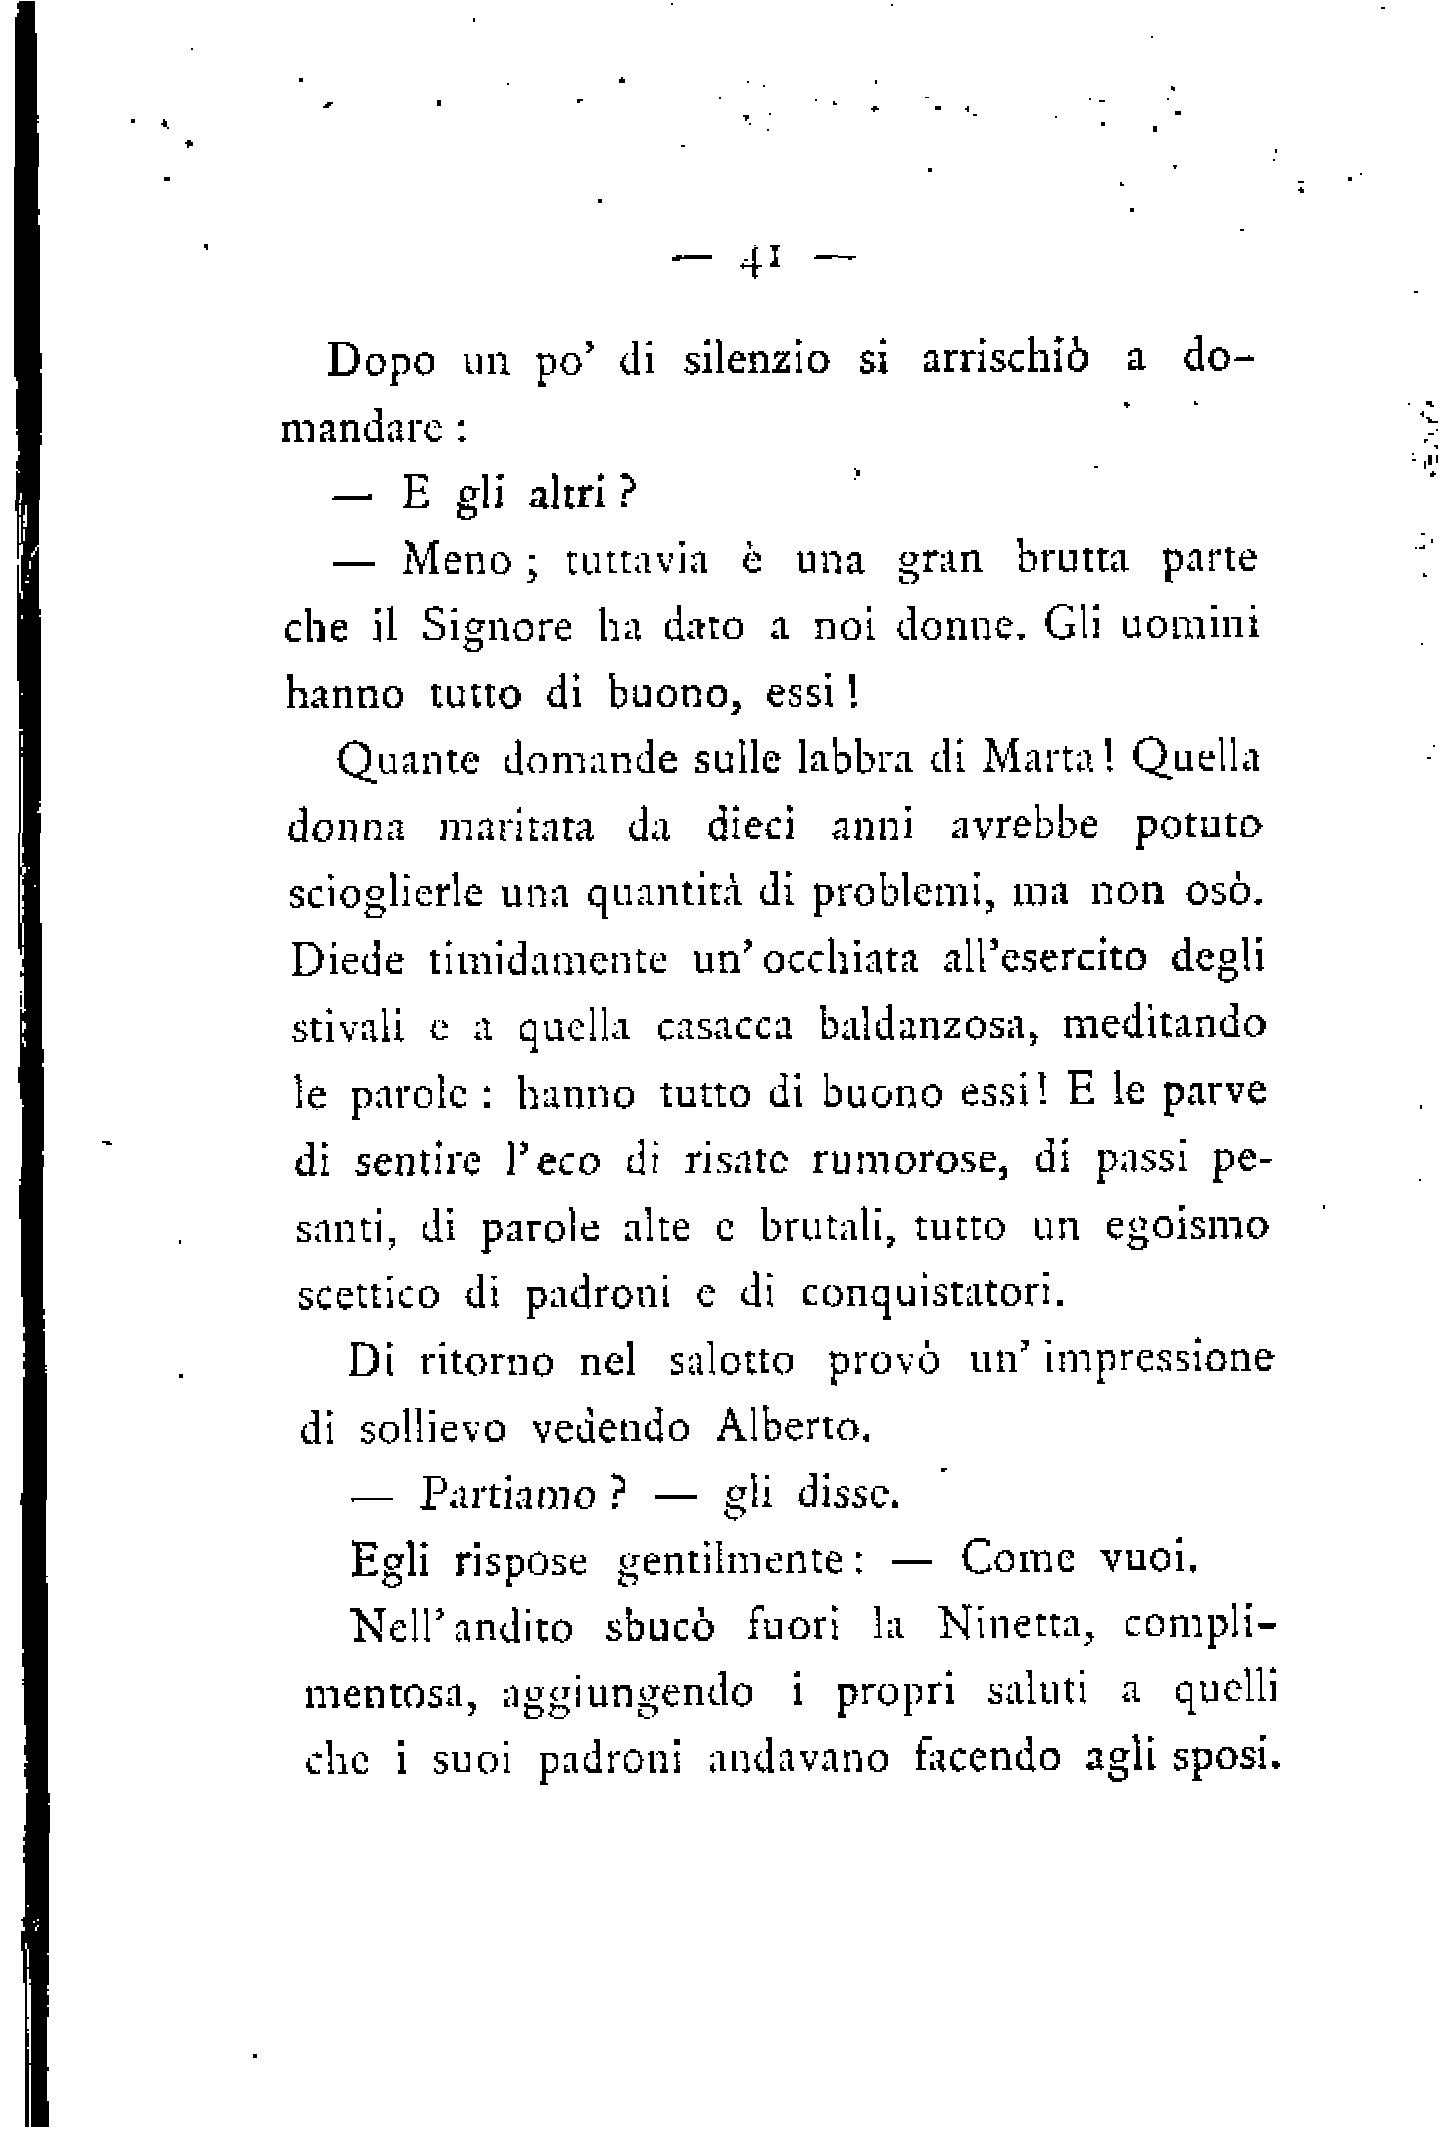 — 41 —
Dopo un po' di silenzio si arrischiò a do-
mandare :
— E gli altri ?
— Meno ; tuttavia è una gran brutta parte
che il Signore ha dato a noi donne. Gli uomini
hanno tutto di buono, essi !
Quante domande sulle labbra di Marta ! Quella
donna maritata da dieci anni avrebbe potuto
scioglierle una quantità di problemi, ma non osò.
Diede timidamente un' occhiata all'esercito degli
stivali e a quella casacca baldanzosa, meditando
le parole : hanno tutto di buono essi ! E le parve
di sentire l' eco di risate rumorose, di passi pe-
santi, di parole alte e brutali, tutto un egoismo
scettico di padroni e di conquistatori.
Di ritorno nel salotto provò un' impressione
di sollievo vedendo Alberto.
— Partiamo ? — gli disse.
Egli rispose gentilmente : — Come vuoi.
Nell' andito sbucò fuori la Ninetta, compli-
mentosa, aggiungendo i propri saluti a quelli
che i suoi padroni andavano facendo agli sposi.